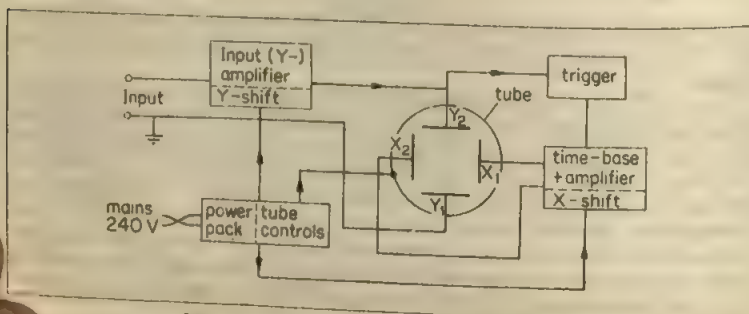 Input (Y-)
amplifier
Y-shift
Input
trigger
tube
Y₂
X₂
X₁
Y₁
time-base
+amplifier
X-shift
mains
240V
power
pack
tube
controls